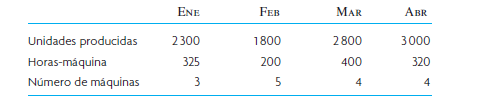 ENE FEB MAR ABR
Unidades producidas 2300 1800 2800 3000
Horas-máquina 325 200 400 320
Número de máquinas 3 5 4 4